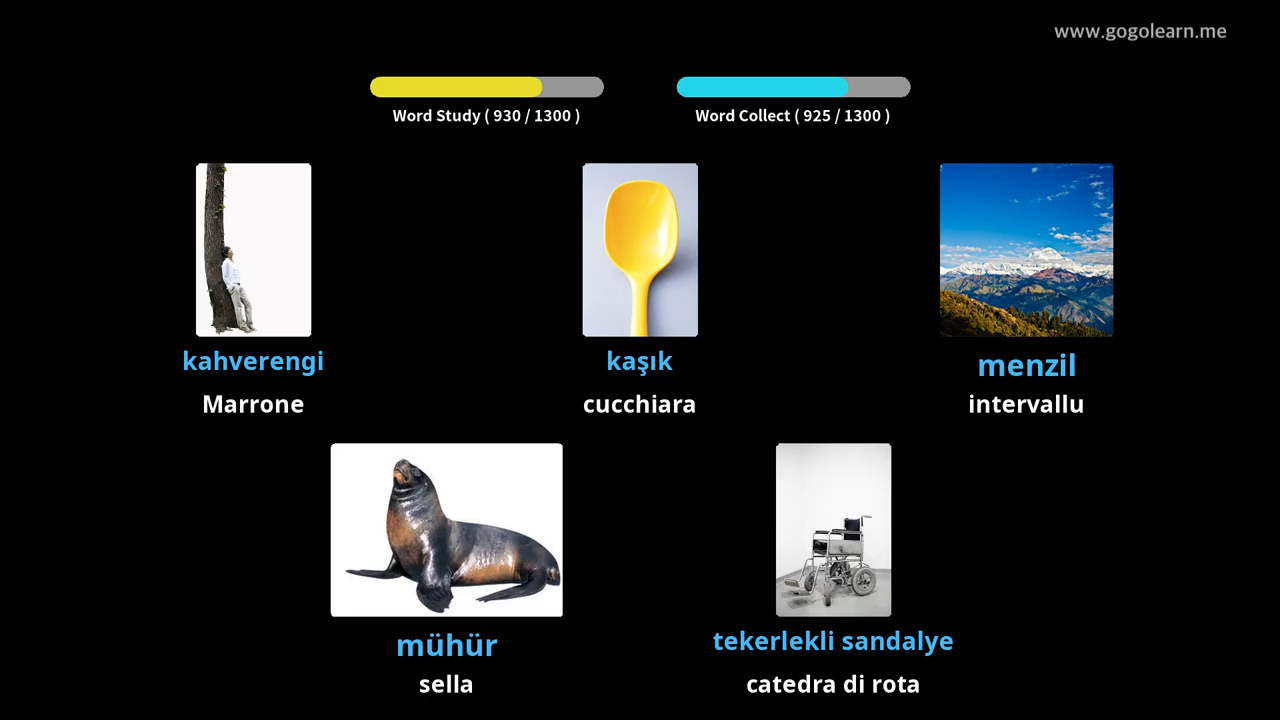 www.gogolearn.me
Word Study ( 930 / 1300 )
Word Collect ( 925 / 1300 )
kahverengi
Marrone
kaşık
cucchiara
menzil
intervallu
mühür
sella
tekerlekli sandalye
catedra di rota